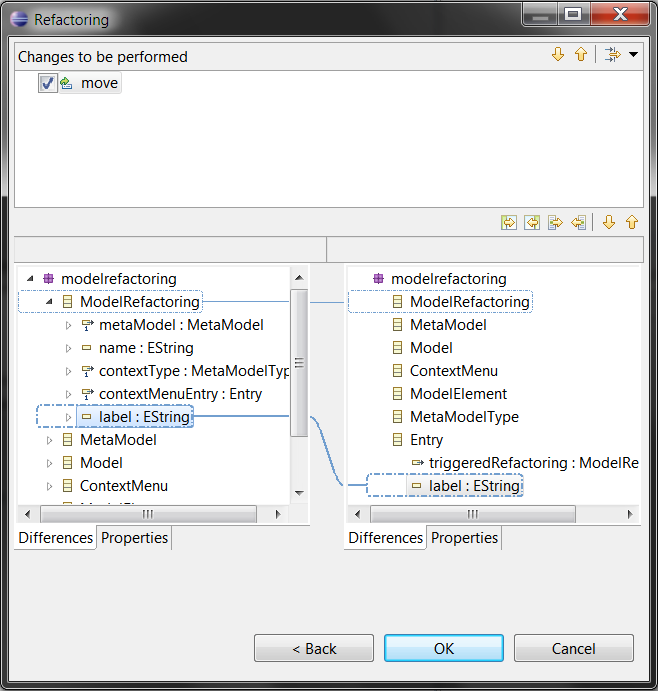 Refactoring
Changes to be performed
move
modelrefactoring
ModelRefactoring
metaModel : MetaModel
name : EString
contextType : MetaModelTyp
contextMenuEntry : Entry
label : EString
MetaModel
Model
ContextMenu
modelrefactoring
ModelRefactoring
MetaModel
Model
ContextMenu
ModelElement
MetaModelType
Entry
triggeredRefactoring : ModelRe
label : EString
Differences Properties
Differences Properties
< Back OK Cancel